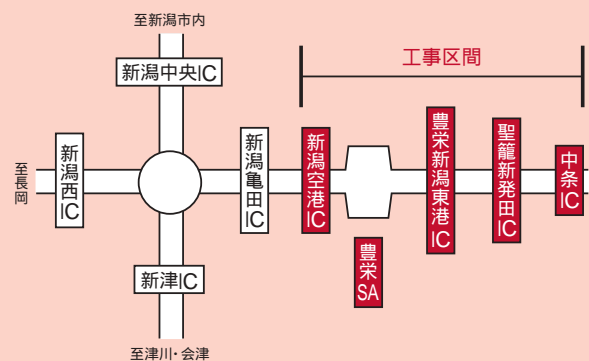 至新潟市内
新潟中央IC
工事区間
至長岡
新潟西IC
新潟亀田IC
新潟空港IC
豊栄SA
豊栄新潟東港IC
聖籠新発田IC
中条IC
新津IC
至津川・会津